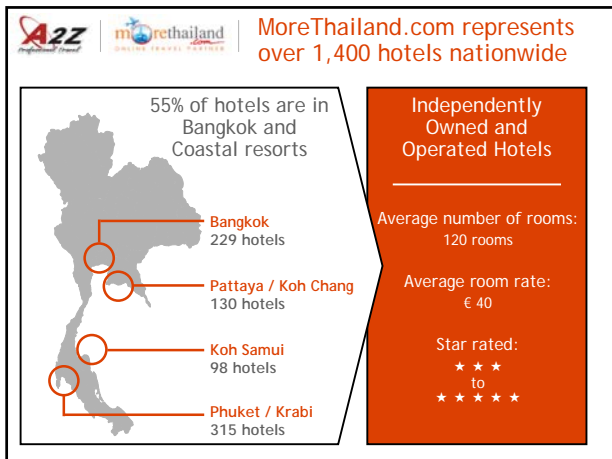 A2Z
Professional Travel
morethailand
.com
ONLINE TRAVEL PARTNER
MoreThailand.com represents
over 1,400 hotels nationwide
55% of hotels are in
Bangkok and
Coastal resorts
Bangkok
229 hotels
Pattaya / Koh Chang
130 hotels
Koh Samui
98 hotels
Phuket / Krabi
315 hotels
Independently
Owned and
Operated Hotels
Average number of rooms:
120 rooms
Average room rate:
€ 40
Star rated:
★ ★ ★
to
★ ★ ★ ★ ★